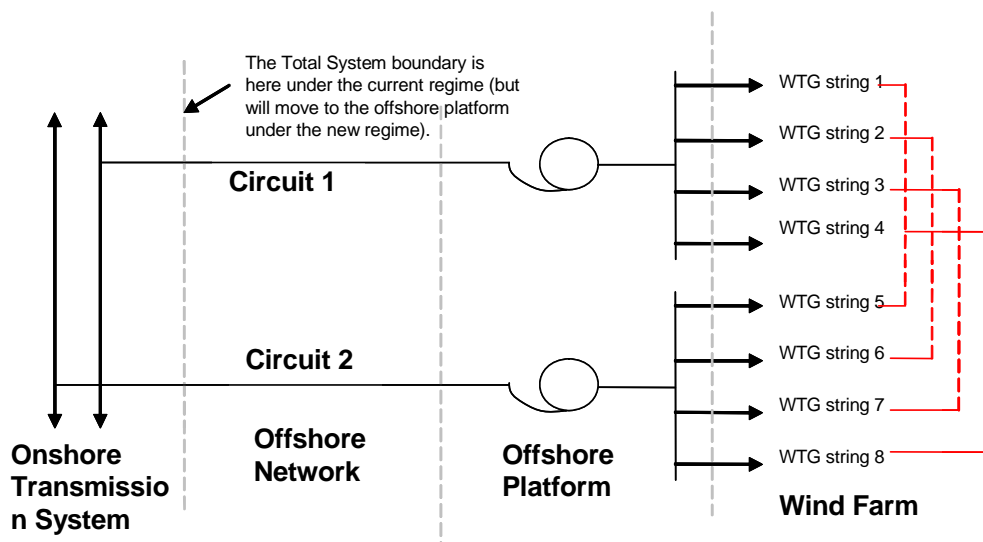 The Total System boundary is
here under the current regime (but
will move to the offshore platform
under the new regime).
WTG string 1
WTG string 2
WTG string 3
WTG string 4
Circuit 1
WTG string 5
WTG string 6
WTG string 7
WTG string 8
Circuit 2
Onshore
Transmissio
n System
Offshore
Network
Offshore
Platform
Wind Farm